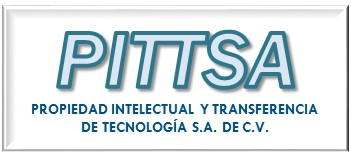 PITTSA
PROPIEDAD INTELECTUAL Y TRANSFERENCIA
DE TECNOLOGÍA S.A. DE C.V.